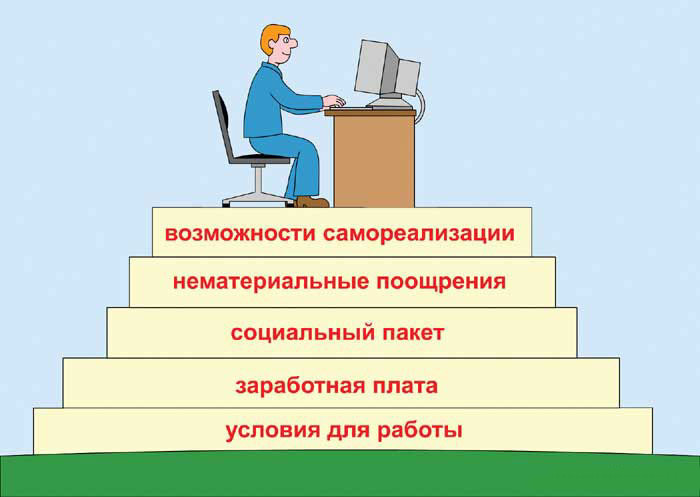 возможности самореализации
нематериальные поощрения
социальный пакет
заработная плата
условия для работы